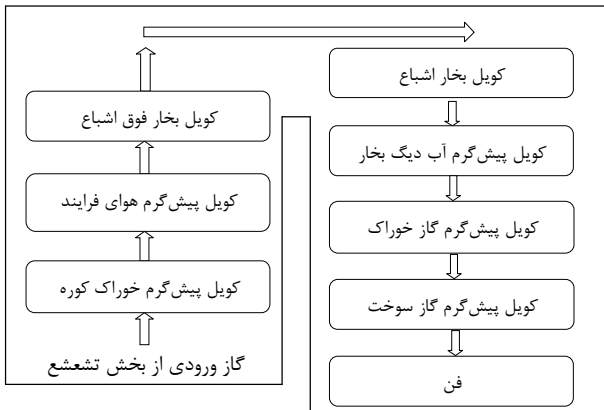 کویل بخار اشباع
کویل بخار فوق اشباع
کویل پیش‌گرم آب دیگ بخار
کویل پیش‌گرم هوای فرایند
کویل پیش‌گرم گاز خوراک
کویل پیش‌گرم خوراک کوره
کویل پیش‌گرم گاز سوخت
گاز ورودی از بخش تشعشع
فن